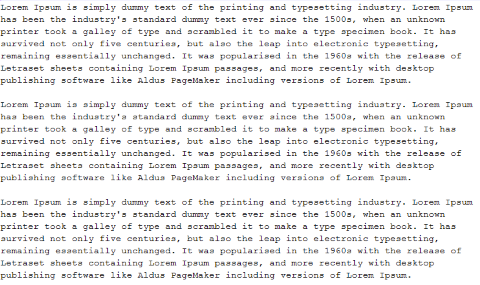 Lorem Ipsum is simply dummy text of the printing and typesetting industry. Lorem Ipsum
has been the industry's standard dummy text ever since the 1500s, when an unknown
printer took a galley of type and scrambled it to make a type specimen book. It has
survived not only five centuries, but also the leap into electronic typesetting,
remaining essentially unchanged. It was popularised in the 1960s with the release of
Letraset sheets containing Lorem Ipsum passages, and more recently with desktop
publishing software like Aldus PageMaker including versions of Lorem Ipsum.

Lorem Ipsum is simply dummy text of the printing and typesetting industry. Lorem Ipsum
has been the industry's standard dummy text ever since the 1500s, when an unknown
printer took a galley of type and scrambled it to make a type specimen book. It has
survived not only five centuries, but also the leap into electronic typesetting,
remaining essentially unchanged. It was popularised in the 1960s with the release of
Letraset sheets containing Lorem Ipsum passages, and more recently with desktop
publishing software like Aldus PageMaker including versions of Lorem Ipsum.

Lorem Ipsum is simply dummy text of the printing and typesetting industry. Lorem Ipsum
has been the industry's standard dummy text ever since the 1500s, when an unknown
printer took a galley of type and scrambled it to make a type specimen book. It has
survived not only five centuries, but also the leap into electronic typesetting,
remaining essentially unchanged. It was popularised in the 1960s with the release of
Letraset sheets containing Lorem Ipsum passages, and more recently with desktop
publishing software like Aldus PageMaker including versions of Lorem Ipsum.